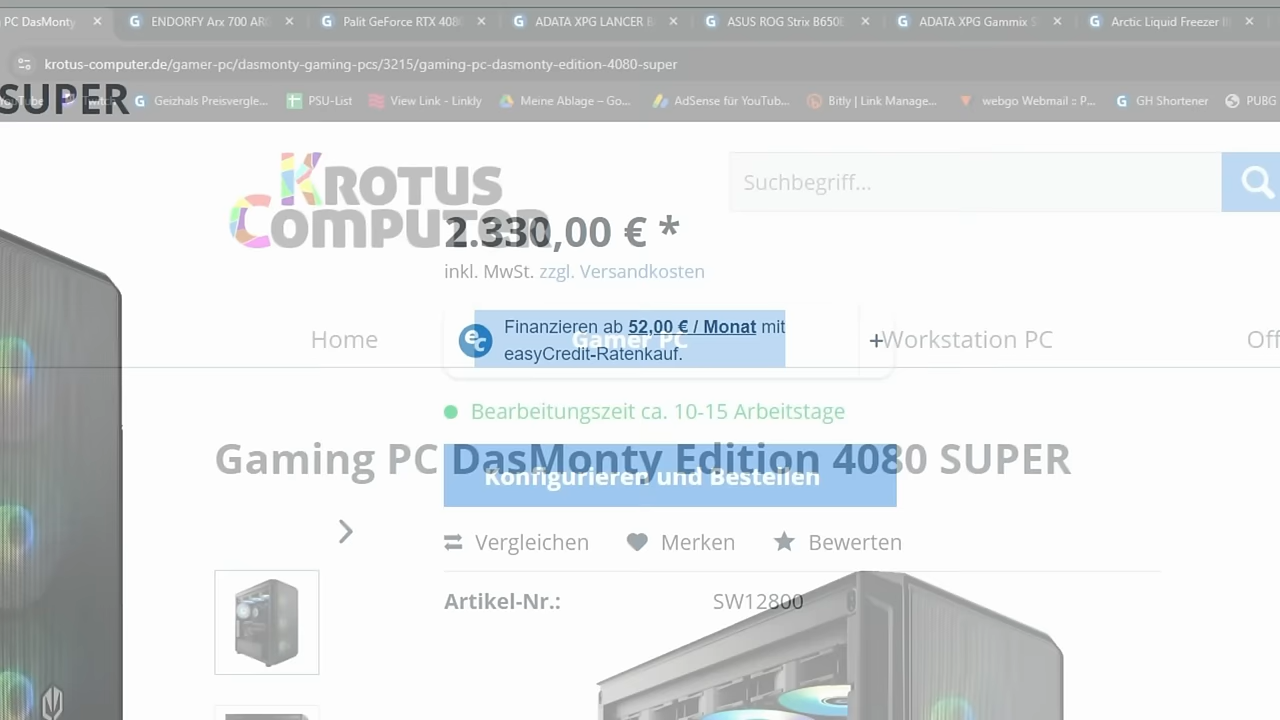 PC DasMonty
ENDORFY Arx 700 AR
Palit GeForce RTX 408
ADATA XPG LANCER B
ASUS ROG Strix B650E
ADATA XPG Gammix S
Arctic Liquid Freezer II
krotus-computer.de/gamer-pc/dasmonty-gaming-pcs/3215/gaming-pc-dasmonty-edition-4080-super
SUPER
YouTube
Twitch
Geizhals Preisvergle...
PSU-List
View Link - Linkly
Meine Ablage – Go...
AdSense für YouTub...
Bitly | Link Manage...
webgo Webmail :: P...
GH Shortener
PUBG
KROTUS
COMPUTER
Suchbegriff...
2.330,00 € *
inkl. MwSt. zzgl. Versandkosten
Finanzieren ab 52,00 € / Monat mit
easyCredit-Ratenkauf.
ec
+
Home
Gamer PC
Workstation PC
Off
Bearbeitungszeit ca. 10-15 Arbeitstage
Gaming PC DasMonty Edition 4080 SUPER
Konfigurieren und Bestellen
Vergleichen
Merken
Bewerten
Artikel-Nr.:
SW12800